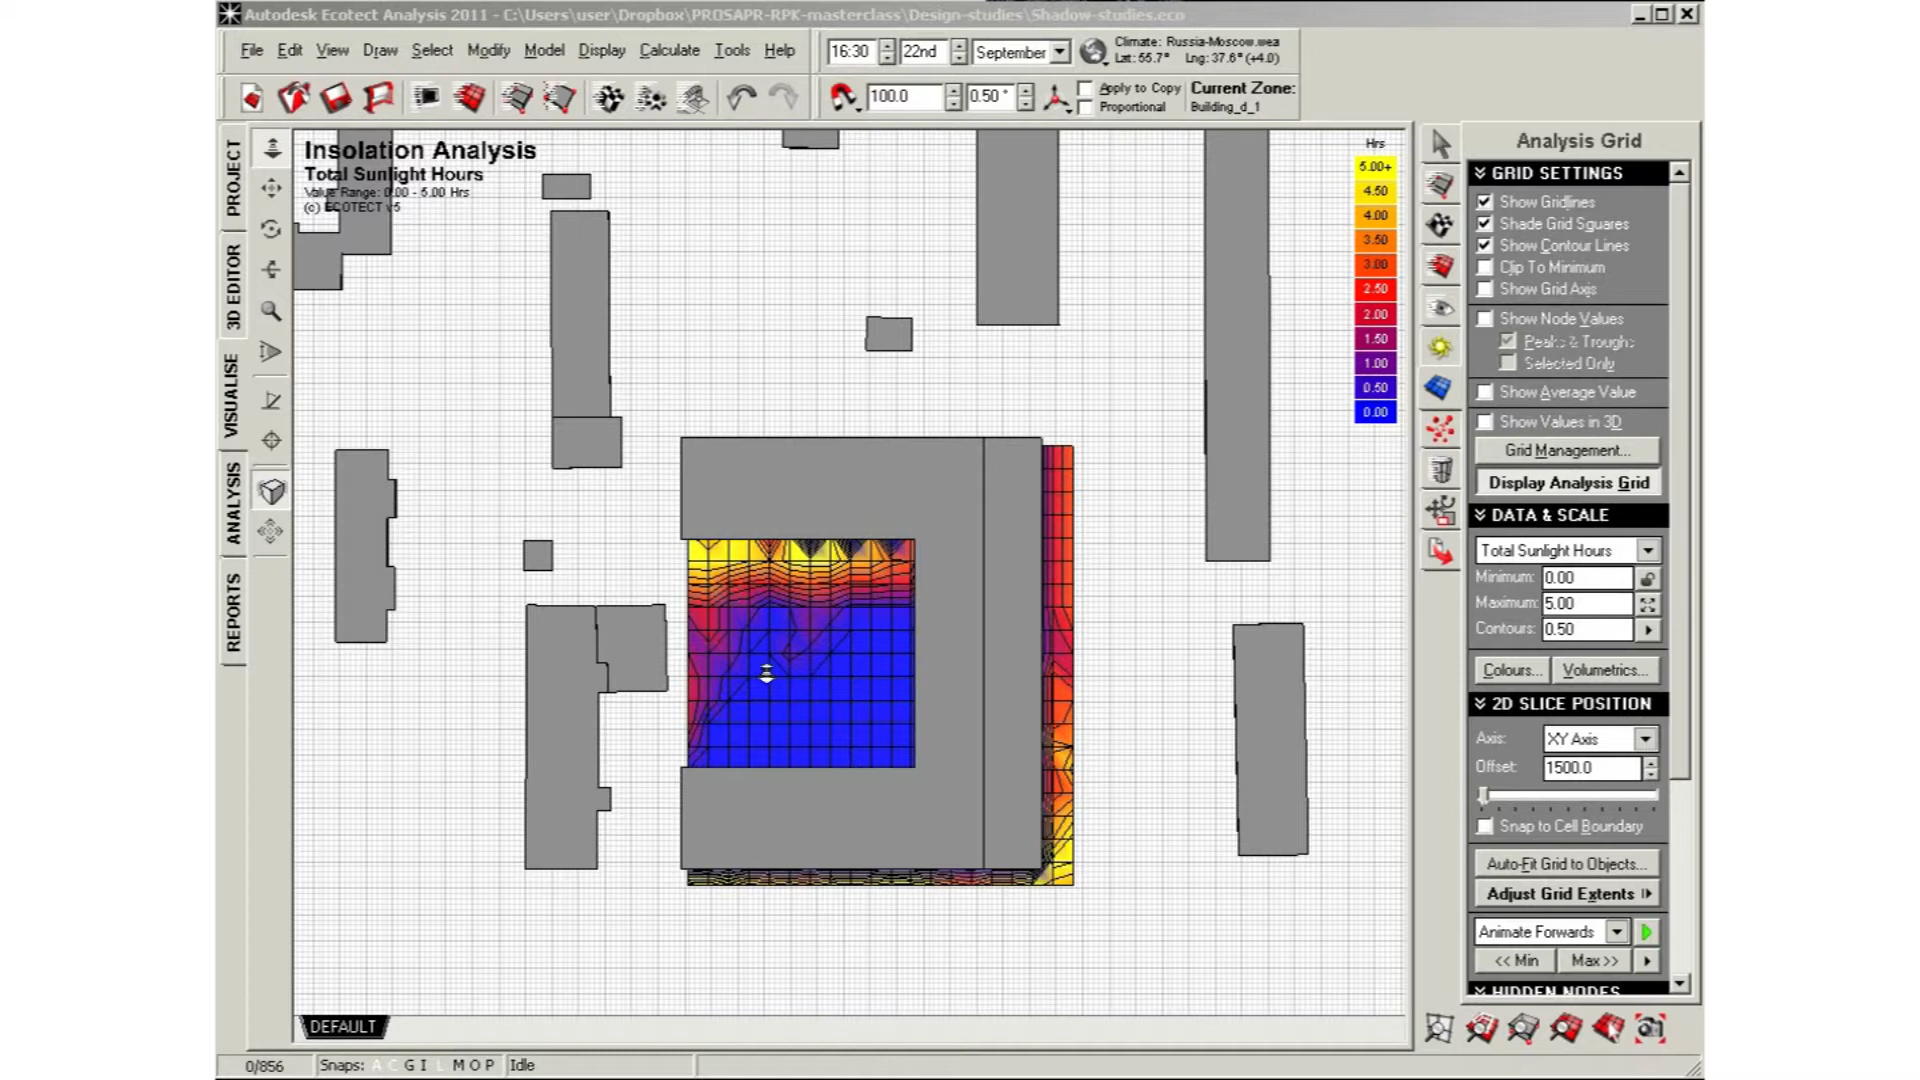 Autodesk Ecotect Analysis 2011 - C:\Users\user\Dropbox\PROSAPR-RPK-masterclass\Design-studies\Shadow-studies.eco
File Edit View Draw Select Modify Model Display Calculate Tools Help
16:30 22nd September
Climate: Russia-Moscow.wea
Lat: 55.7° Lng: 37.6° (+4.0)
100.0 0.50 °
Apply to Copy
Proportional
Current Zone:
Building_d_1
PROJECT
3D EDITOR
VISUALISE
ANALYSIS
REPORTS
Insolation Analysis
Total Sunlight Hours
Value Range: 0.00 - 5.00 Hrs
(c) ECOTECT v5
Hrs
5.00+
4.50
4.00
3.50
3.00
2.50
2.00
1.50
1.00
0.50
0.00
Analysis Grid
GRID SETTINGS
Show Gridlines
Shade Grid Squares
Show Contour Lines
Clip To Minimum
Show Grid Axis
Show Node Values
Peaks & Troughs
Selected Only
Show Average Value
Show Values in 3D
Grid Management...
Display Analysis Grid
DATA & SCALE
Total Sunlight Hours
Minimum: 0.00
Maximum: 5.00
Contours: 0.50
Colours... Volumetrics...
2D SLICE POSITION
Axis: XY Axis
Offset: 1500.0
Snap to Cell Boundary
Auto-Fit Grid to Objects...
Adjust Grid Extents
Animate Forwards
<< Min Max >>
HIDDEN NODES
DEFAULT
0/856 Snaps: A C G I L M O P Idle